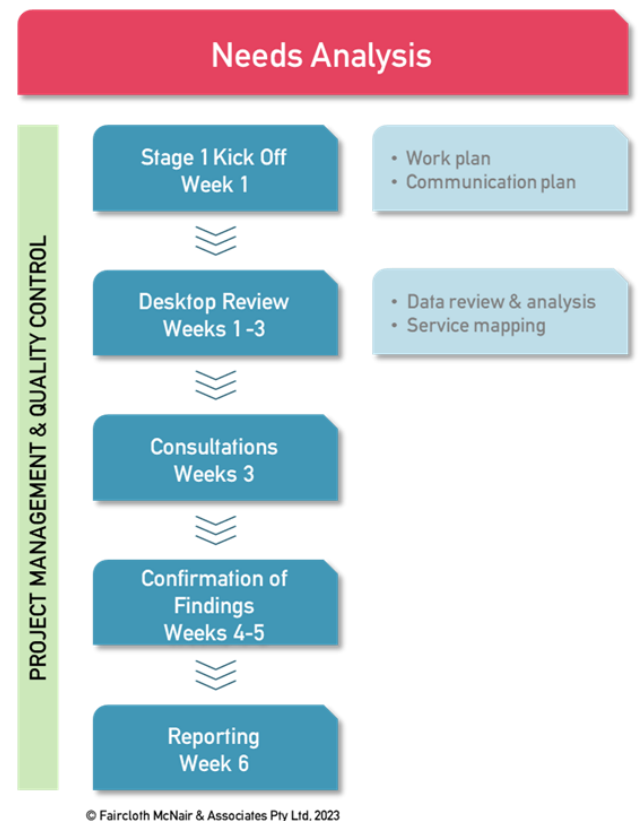 Needs Analysis
Stage 1 Kick Off
Week 1
• Work plan
• Communication plan
Desktop Review
Weeks 1 -3
• Data review & analysis
• Service mapping
Consultations
Weeks 3
Confirmation of
Findings
Weeks 4-5
Reporting
Week 6
PROJECT MANAGEMENT & QUALITY CONTROL
© Faircloth McNair & Associates Pty Ltd, 2023